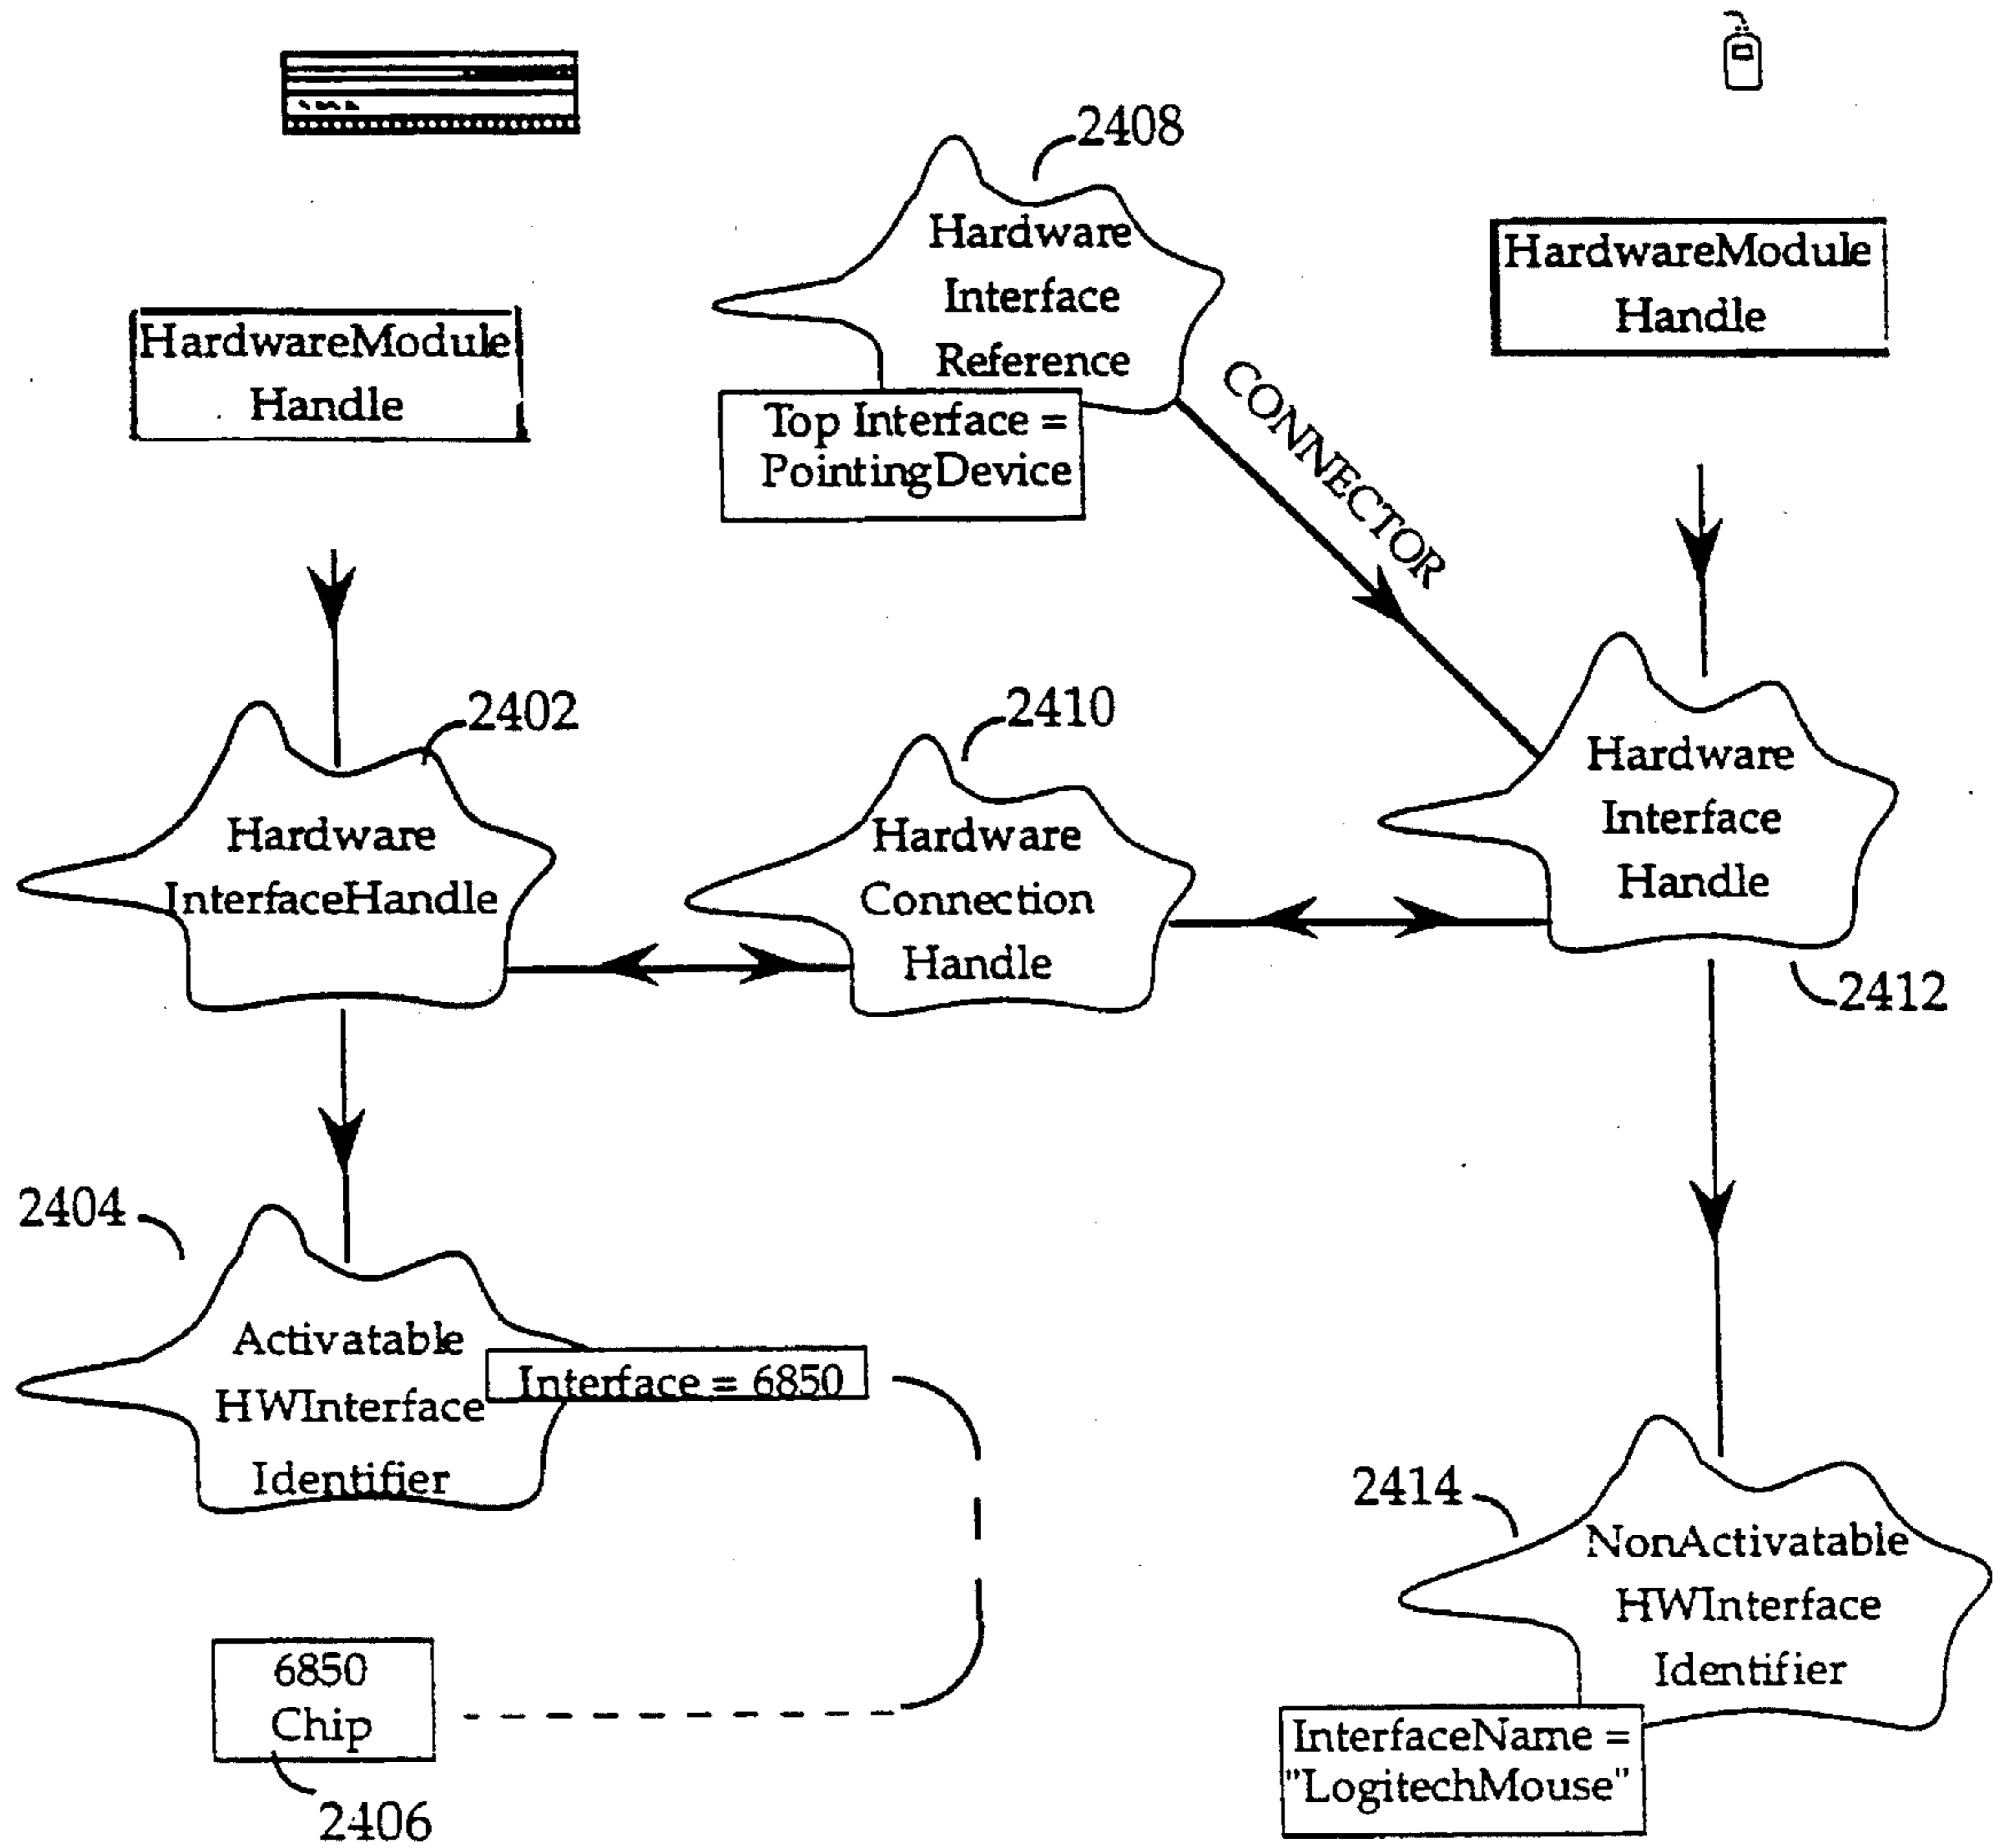 2408
Hardware
Interface
Reference
Top Interface =
PointingDevice
HardwareModule
Handle
HardwareModule
Handle
CONNECTOR
2402
Hardware
InterfaceHandle
2410
Hardware
Connection
Handle
Hardware
Interface
Handle
2412
2404
Activatable
HWInterface
Identifier
Interface = 6850
6850
Chip
2406
2414
NonActivatable
HWInterface
Identifier
InterfaceName =
"LogitechMouse"